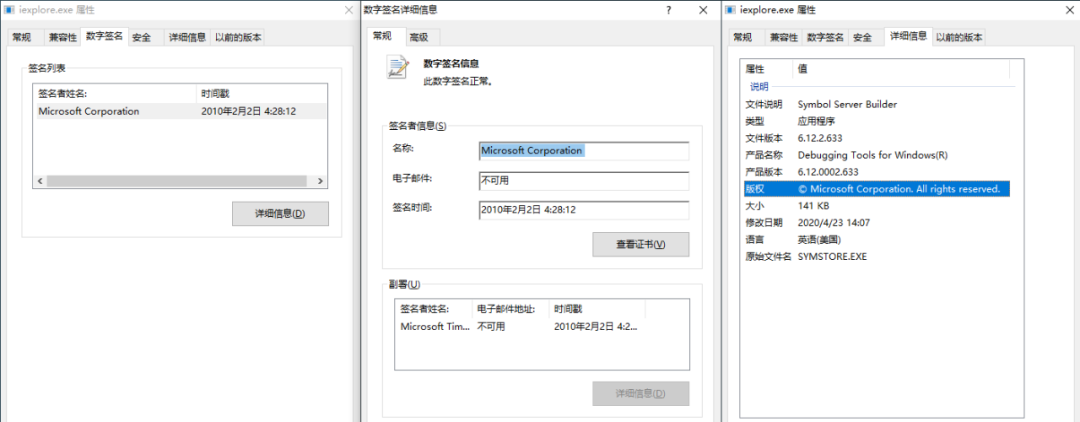 iexplore.exe 属性
常规 兼容性 数字签名 安全 详细信息 以前的版本
签名列表
签名者姓名: 时间戳
Microsoft Corporation 2010年2月2日 4:28:12
详细信息(D)
数字签名详细信息
常规 高级
数字签名信息
此数字签名正常。
签名者信息(S)
名称: Microsoft Corporation
电子邮件: 不可用
签名时间: 2010年2月2日 4:28:12
查看证书(V)
副署(U)
签名者姓名: 电子邮件地址: 时间戳
Microsoft Tim... 不可用 2010年2月2日 4:2...
详细信息(D)
iexplore.exe 属性
常规 兼容性 数字签名 安全 详细信息 以前的版本
属性 值
说明
文件说明 Symbol Server Builder
类型 应用程序
文件版本 6.12.2.633
产品名称 Debugging Tools for Windows(R)
产品版本 6.12.0002.633
版权 © Microsoft Corporation. All rights reserved.
大小 141 KB
修改日期 2020/4/23 14:07
语言 英语(美国)
原始文件名 SYMSTORE.EXE